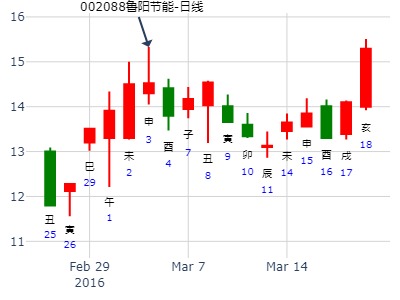 002088鲁阳节能-日线
16
15
14
13
12
11
丑
25
寅
26
巳
29
午
1
未
2
申
3
酉
4
子
7
丑
8
寅
9
卯
10
辰
11
未
14
申
15
酉
16
戌
17
亥
18
Feb 29
2016
Mar 7
Mar 14